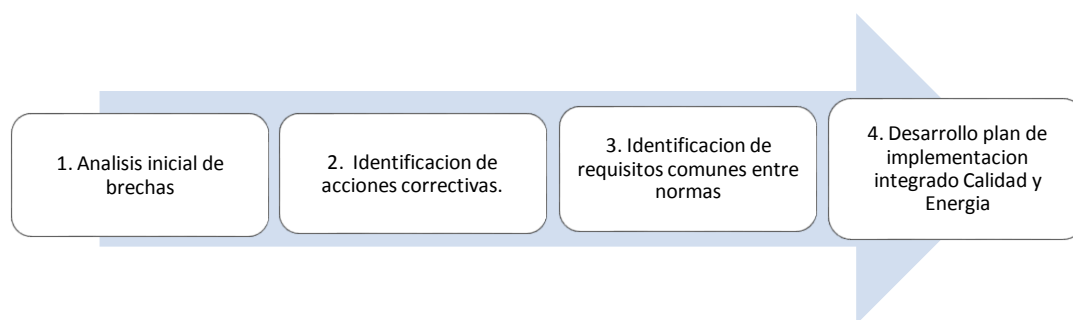 1. Analisis inicial de
brechas
2. Identificacion de
acciones correctivas.
3. Identificacion de
requisitos comunes entre
normas
4. Desarrollo plan de
implementacion
integrado Calidad y
Energia